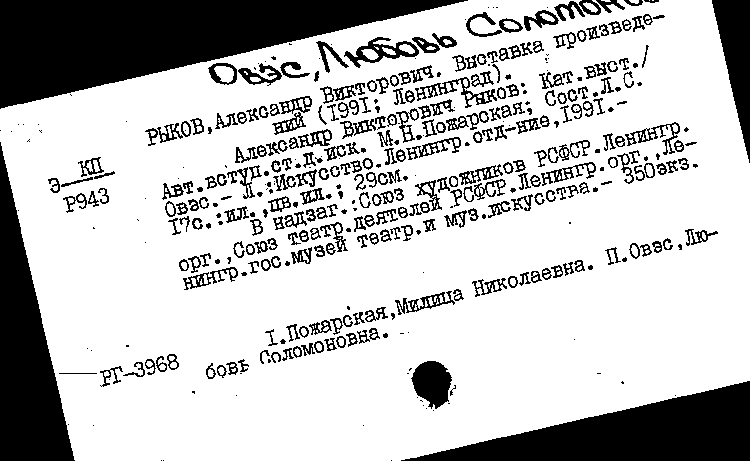 Овэс, Любовь Соломоно
РЫКОВ,Александр Викторович. Выставка произведе-
ний (1991; Ленинград).
Александр Викторович Рыков: Кат.выст./
Э КП
Р943
Авт.вступ.ст.д.иск. М.Н.Пожарская; Сост.Л.С.
Овэс.- Л.:Искусство.Ленингр.отд-ние,1991.-
17с.:ил.,цв.ил.; 29см.
В надзаг.:Союз художников РСФСР.Ленингр.
орг.,Союз театр.деятелей РСФСР.Ленингр.орг.,Ле-
нингр.гос.музей театр.и муз.искусства.- 350экз.
I.Пожарская,Милица Николаевна. П.Овэс,Лю-
бовь Соломоновна.
РГ-3968